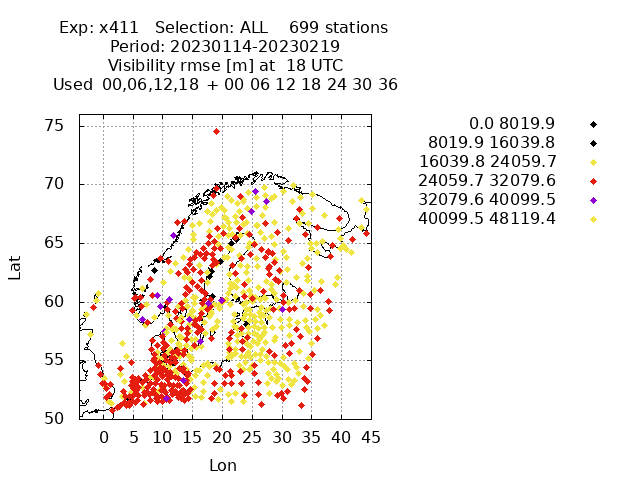 Exp: x411 Selection: ALL 699 stations
Period: 20230114-20230219
Visibility rmse [m] at 18 UTC
Used 00,06,12,18 + 00 06 12 18 24 30 36
0.0 8019.9
8019.9 16039.8
16039.8 24059.7
24059.7 32079.6
32079.6 40099.5
40099.5 48119.4
75
70
65
60
55
50
Lat
0 5 10 15 20 25 30 35 40 45
Lon